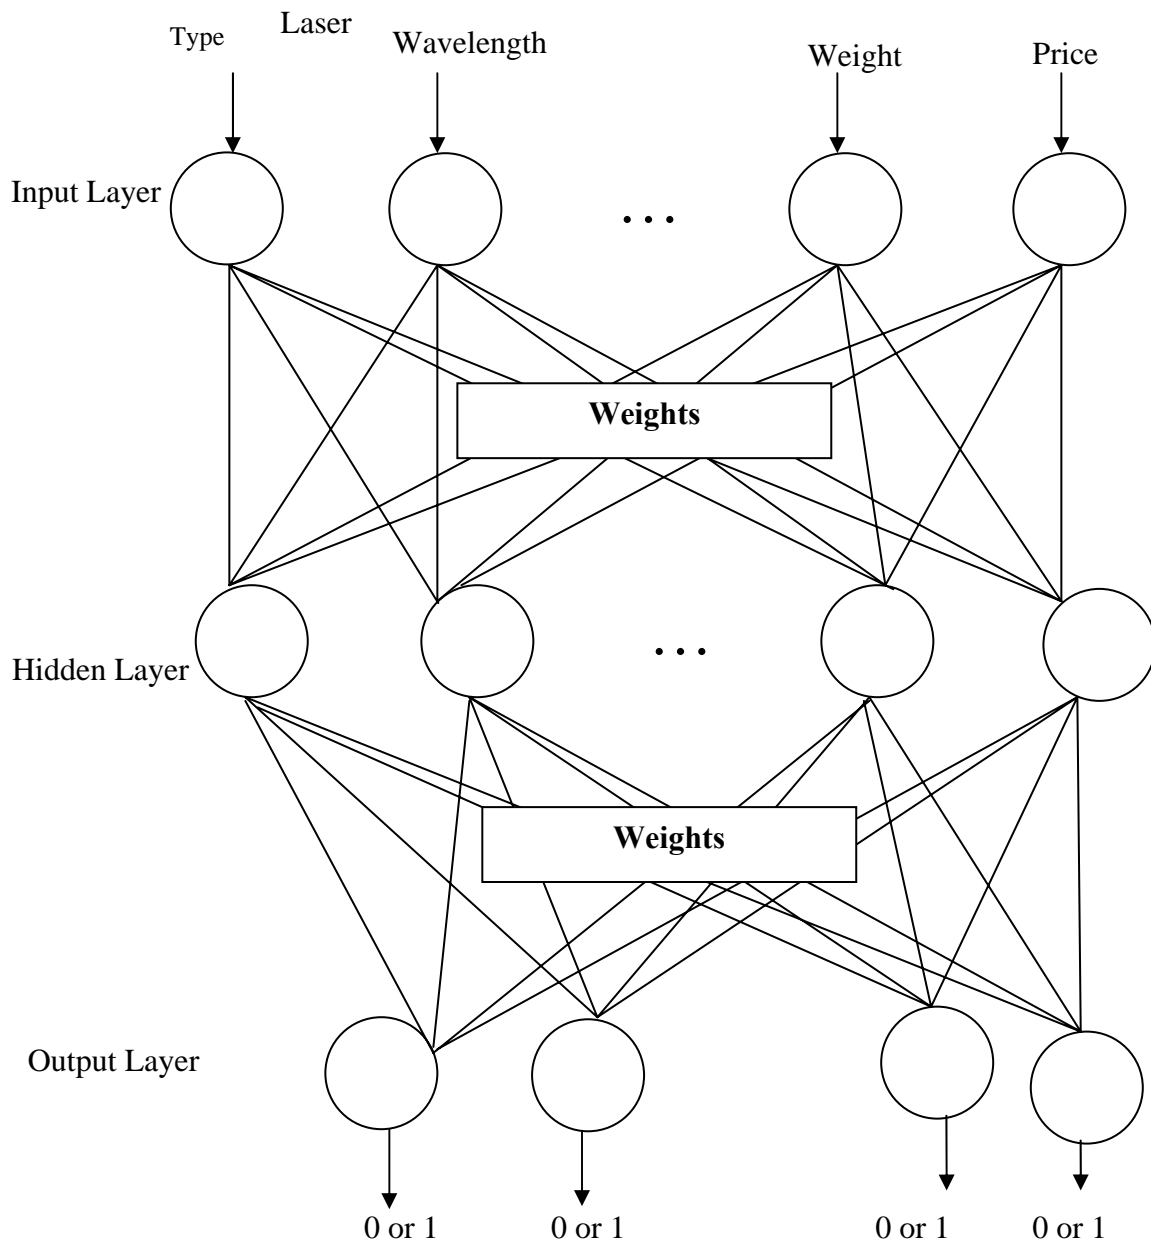 Laser
Type
Wavelength
Weight
Price
Input Layer
. . .
Weights
Hidden Layer
. . .
Weights
Output Layer
0 or 1
0 or 1
0 or 1
0 or 1